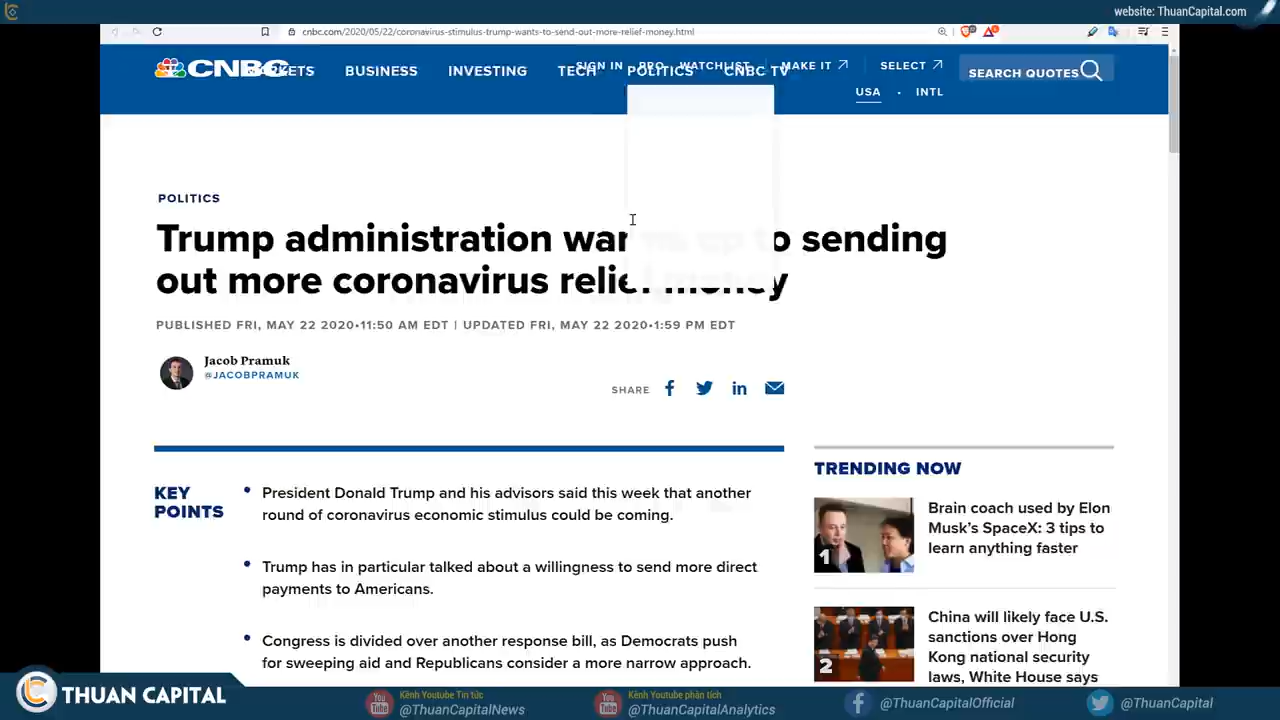 website: ThuanCapital.com
cnbc.com/2020/05/22/coronavirus-stimulus-trump-wants-to-send-out-more-relief-money.html
CNBC
MARKETS BUSINESS INVESTING TECH POLITICS CNBC TV
SIGN IN PRO WATCHLIST MAKE IT SELECT
USA • INTL
SEARCH QUOTES
POLITICS
Trump administration warms up to sending
out more coronavirus relief money
PUBLISHED FRI, MAY 22 2020•11:50 AM EDT | UPDATED FRI, MAY 22 2020•1:59 PM EDT
Jacob Pramuk
@JACOBPRAMUK
SHARE
KEY
POINTS
• President Donald Trump and his advisors said this week that another
round of coronavirus economic stimulus could be coming.
• Trump has in particular talked about a willingness to send more direct
payments to Americans.
• Congress is divided over another response bill, as Democrats push
for sweeping aid and Republicans consider a more narrow approach.
TRENDING NOW
1
Brain coach used by Elon
Musk's SpaceX: 3 tips to
learn anything faster
2
China will likely face U.S.
sanctions over Hong
Kong national security
laws, White House says
THUAN CAPITAL
Kênh Youtube Tin tức
@ThuanCapitalNews
Kênh Youtube phân tích
@ThuanCapitalAnalytics
@ThuanCapitalOfficial
@ThuanCapital